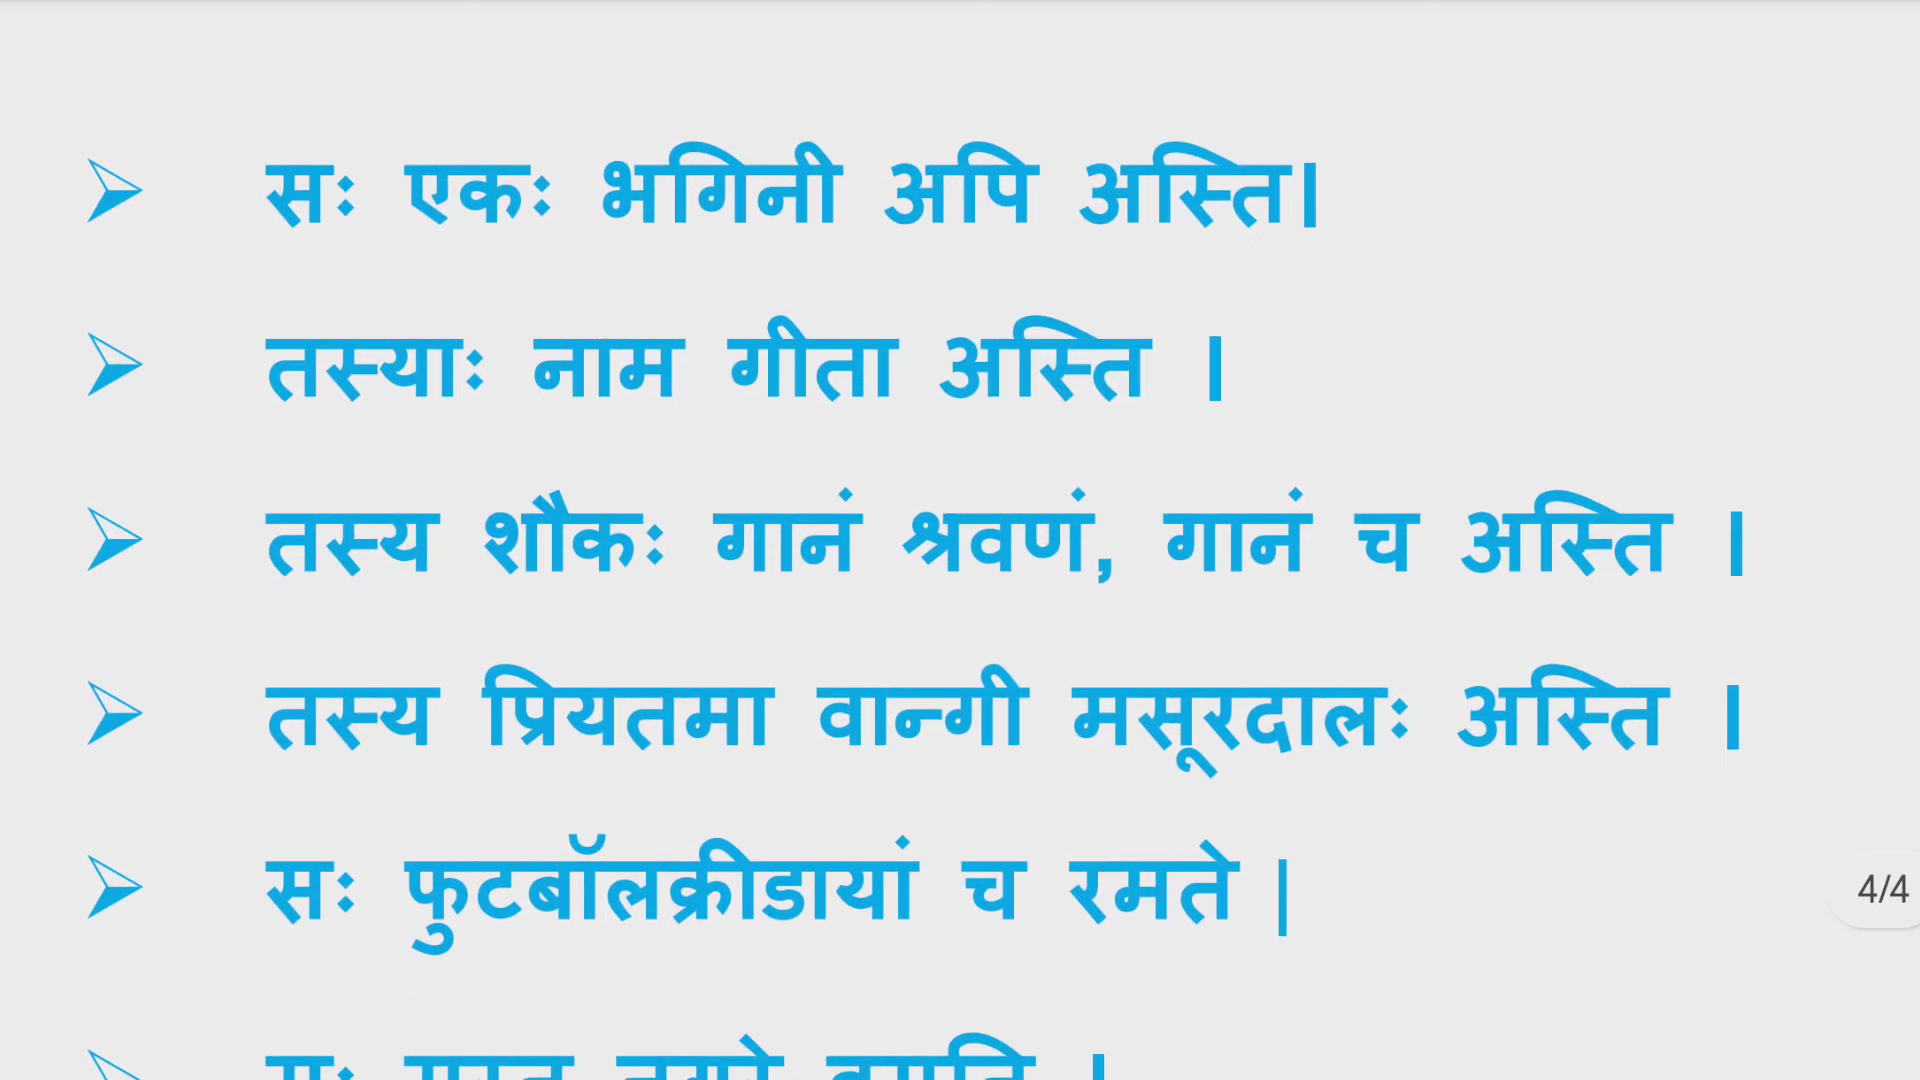 ➢ सः एकः भगिनी अपि अस्ति।
➢ तस्याः नाम गीता अस्ति ।
➢ तस्य शौकः गानं श्रवणं, गानं च अस्ति ।
➢ तस्य प्रियतमा वान्गी मसूरदालः अस्ति ।
➢ सः फुटबॉलक्रीडायां च रमते |
4/4